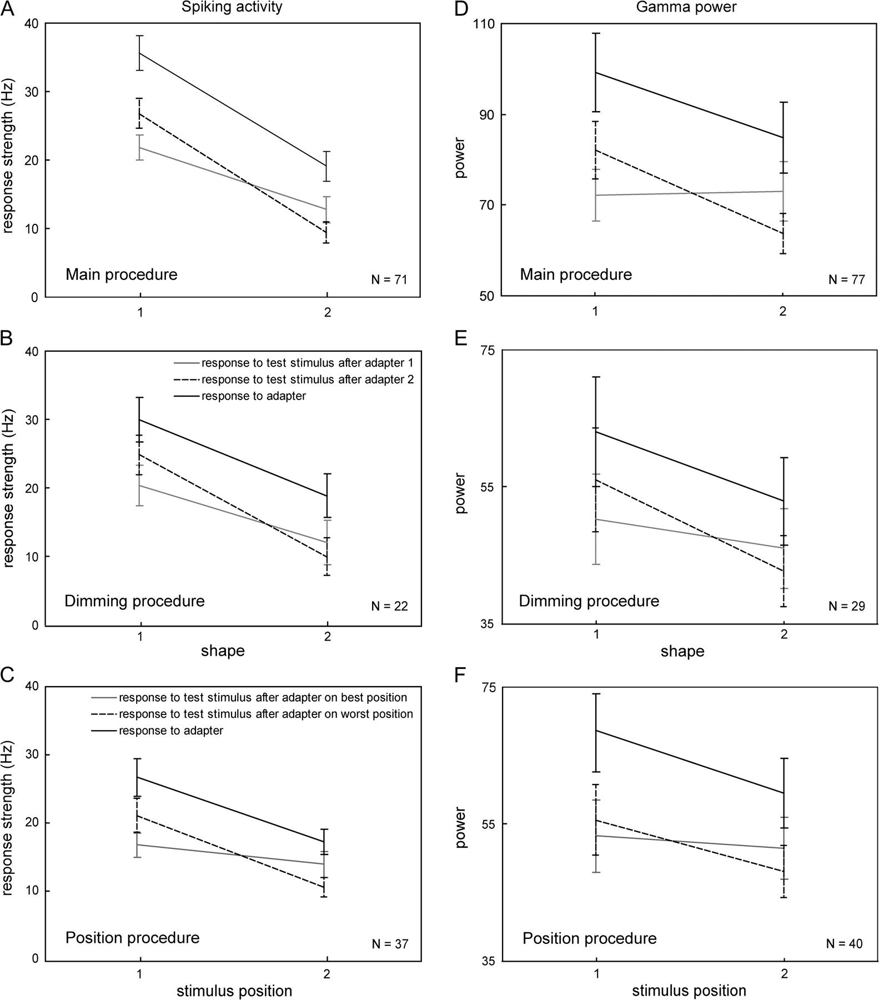 A
Spiking activity
40
30
20
10
0
response strength (Hz)
Main procedure
N = 71
1
2
D
Gamma power
110
90
70
50
power
Main procedure
N = 77
1
2
B
40
30
20
10
0
response strength (Hz)
response to test stimulus after adapter 1
response to test stimulus after adapter 2
response to adapter
Dimming procedure
N = 22
1
2
shape
E
75
55
35
power
Dimming procedure
N = 29
1
2
shape
C
40
30
20
10
0
response strength (Hz)
response to test stimulus after adapter on best position
response to test stimulus after adapter on worst position
response to adapter
Position procedure
N = 37
1
2
stimulus position
F
75
55
35
power
Position procedure
N = 40
1
2
stimulus position